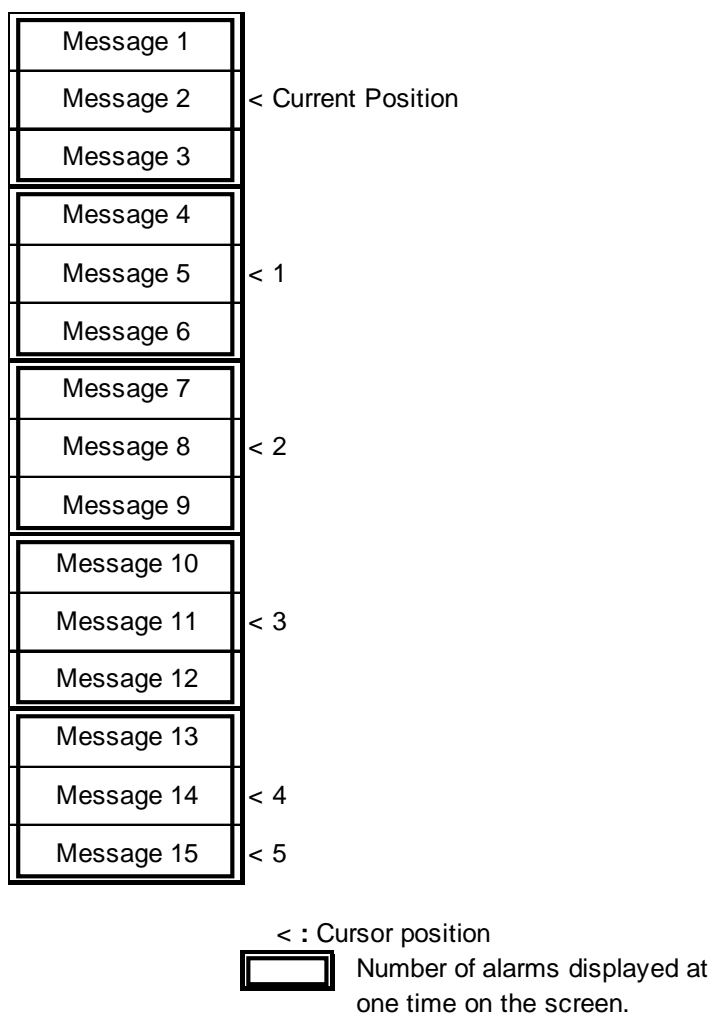 Message 1
Message 2 < Current Position
Message 3
Message 4
Message 5 < 1
Message 6
Message 7
Message 8 < 2
Message 9
Message 10
Message 11 < 3
Message 12
Message 13
Message 14 < 4
Message 15 < 5
< : Cursor position
Number of alarms displayed at
one time on the screen.